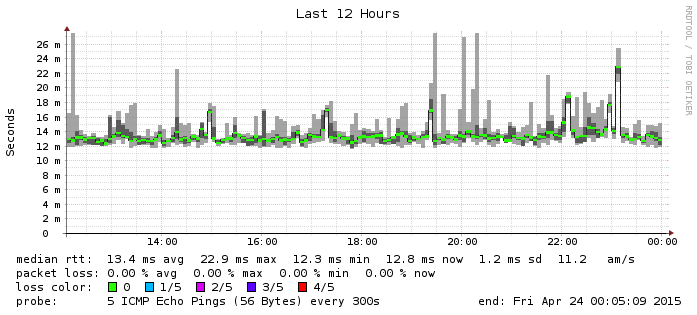 Last 12 Hours
RRDTOOL / TOBI OETIKER
Seconds
26 m
24 m
22 m
20 m
18 m
16 m
14 m
12 m
10 m
8 m
6 m
4 m
2 m
0
14:00 16:00 18:00 20:00 22:00 00:00
median rtt: 13.4 ms avg 22.9 ms max 12.3 ms min 12.8 ms now 1.2 ms sd 11.2 am/s
packet loss: 0.00 % avg 0.00 % max 0.00 % min 0.00 % now
loss color: 0 1/5 2/5 3/5 4/5
probe: 5 ICMP Echo Pings (56 Bytes) every 300s end: Fri Apr 24 00:05:09 2015